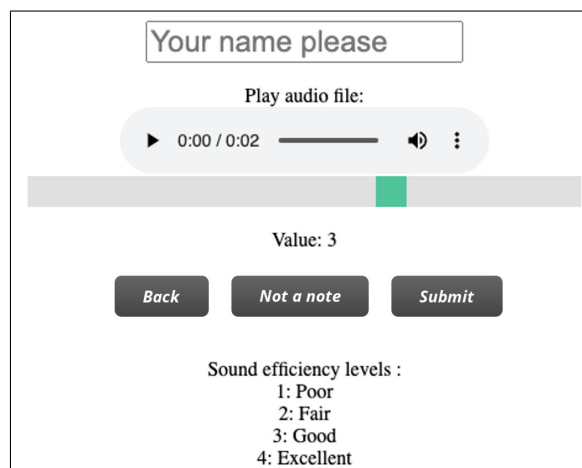 Your name please
Play audio file:
0:00 / 0:02
Value: 3
Back Not a note Submit
Sound efficiency levels :
1: Poor
2: Fair
3: Good
4: Excellent